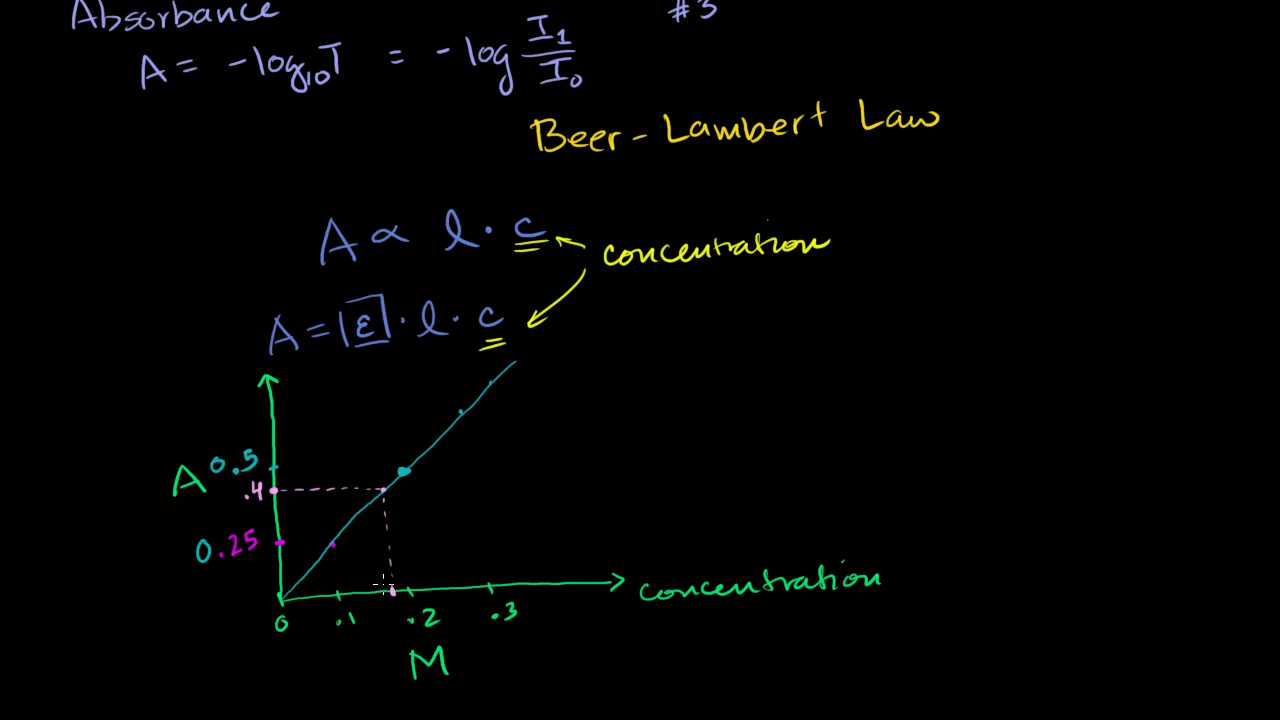 Absorbance
#3
A = -log₁₀T = -log I₁/I₀
Beer-Lambert Law
A ∝ l · c
concentration
A = |ε| · l · c
A
0.5
.4
0.25
0 .1 .2 .3
concentration
M